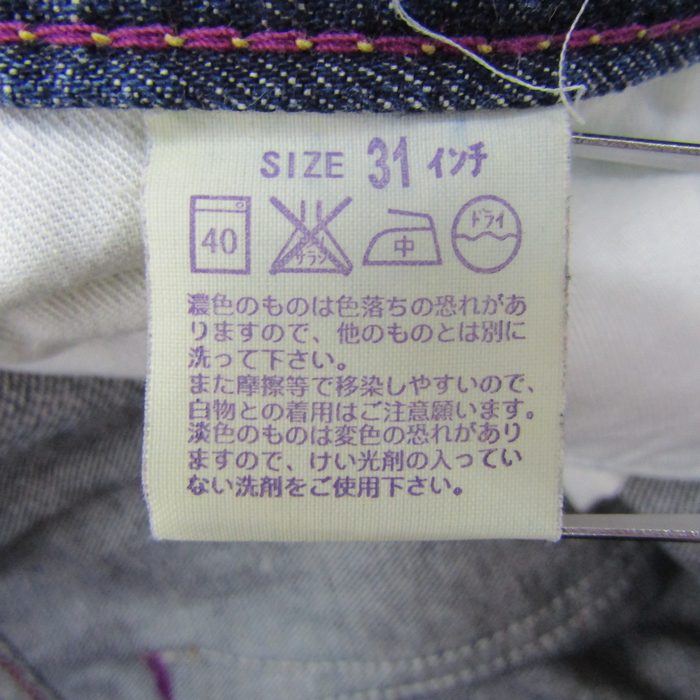 SIZE 31 インチ
40 エンソ サラシ 中 ドライ
濃色のものは色落ちの恐れがあ
りますので、他のものとは別に
洗って下さい。
また摩擦等で移染しやすいので、
白物との着用はご注意願います。
淡色のものは変色の恐れがあり
ますので、けい光剤の入ってい
ない洗剤をご使用下さい。